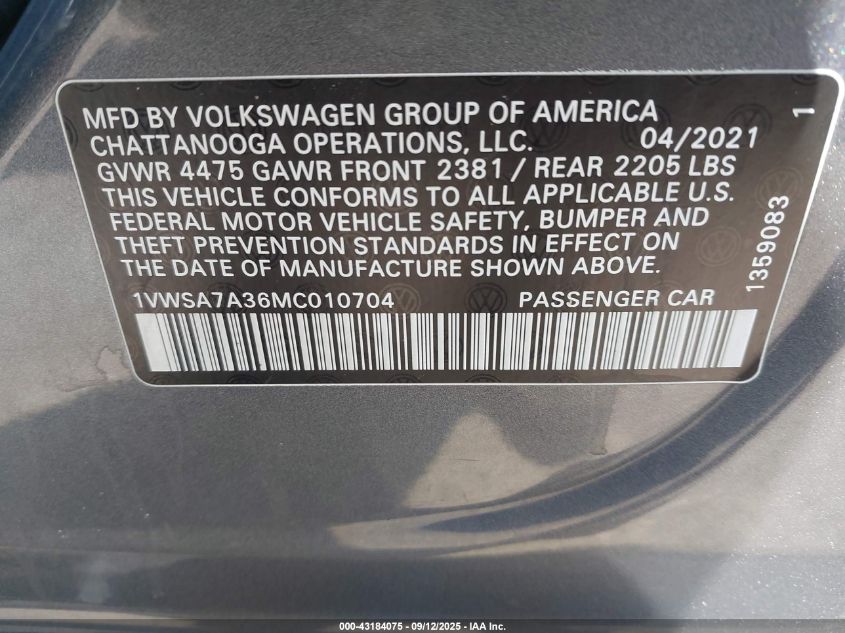 MFD BY VOLKSWAGEN GROUP OF AMERICA
CHATTANOOGA OPERATIONS, LLC. 04/2021
GVWR 4475 GAWR FRONT 2381 / REAR 2205 LBS
THIS VEHICLE CONFORMS TO ALL APPLICABLE U.S.
FEDERAL MOTOR VEHICLE SAFETY, BUMPER AND
THEFT PREVENTION STANDARDS IN EFFECT ON
THE DATE OF MANUFACTURE SHOWN ABOVE.
1VWSA7A36MC010704 PASSENGER CAR
1359083
1
000-43184075 - 09/12/2025 - IAA Inc.